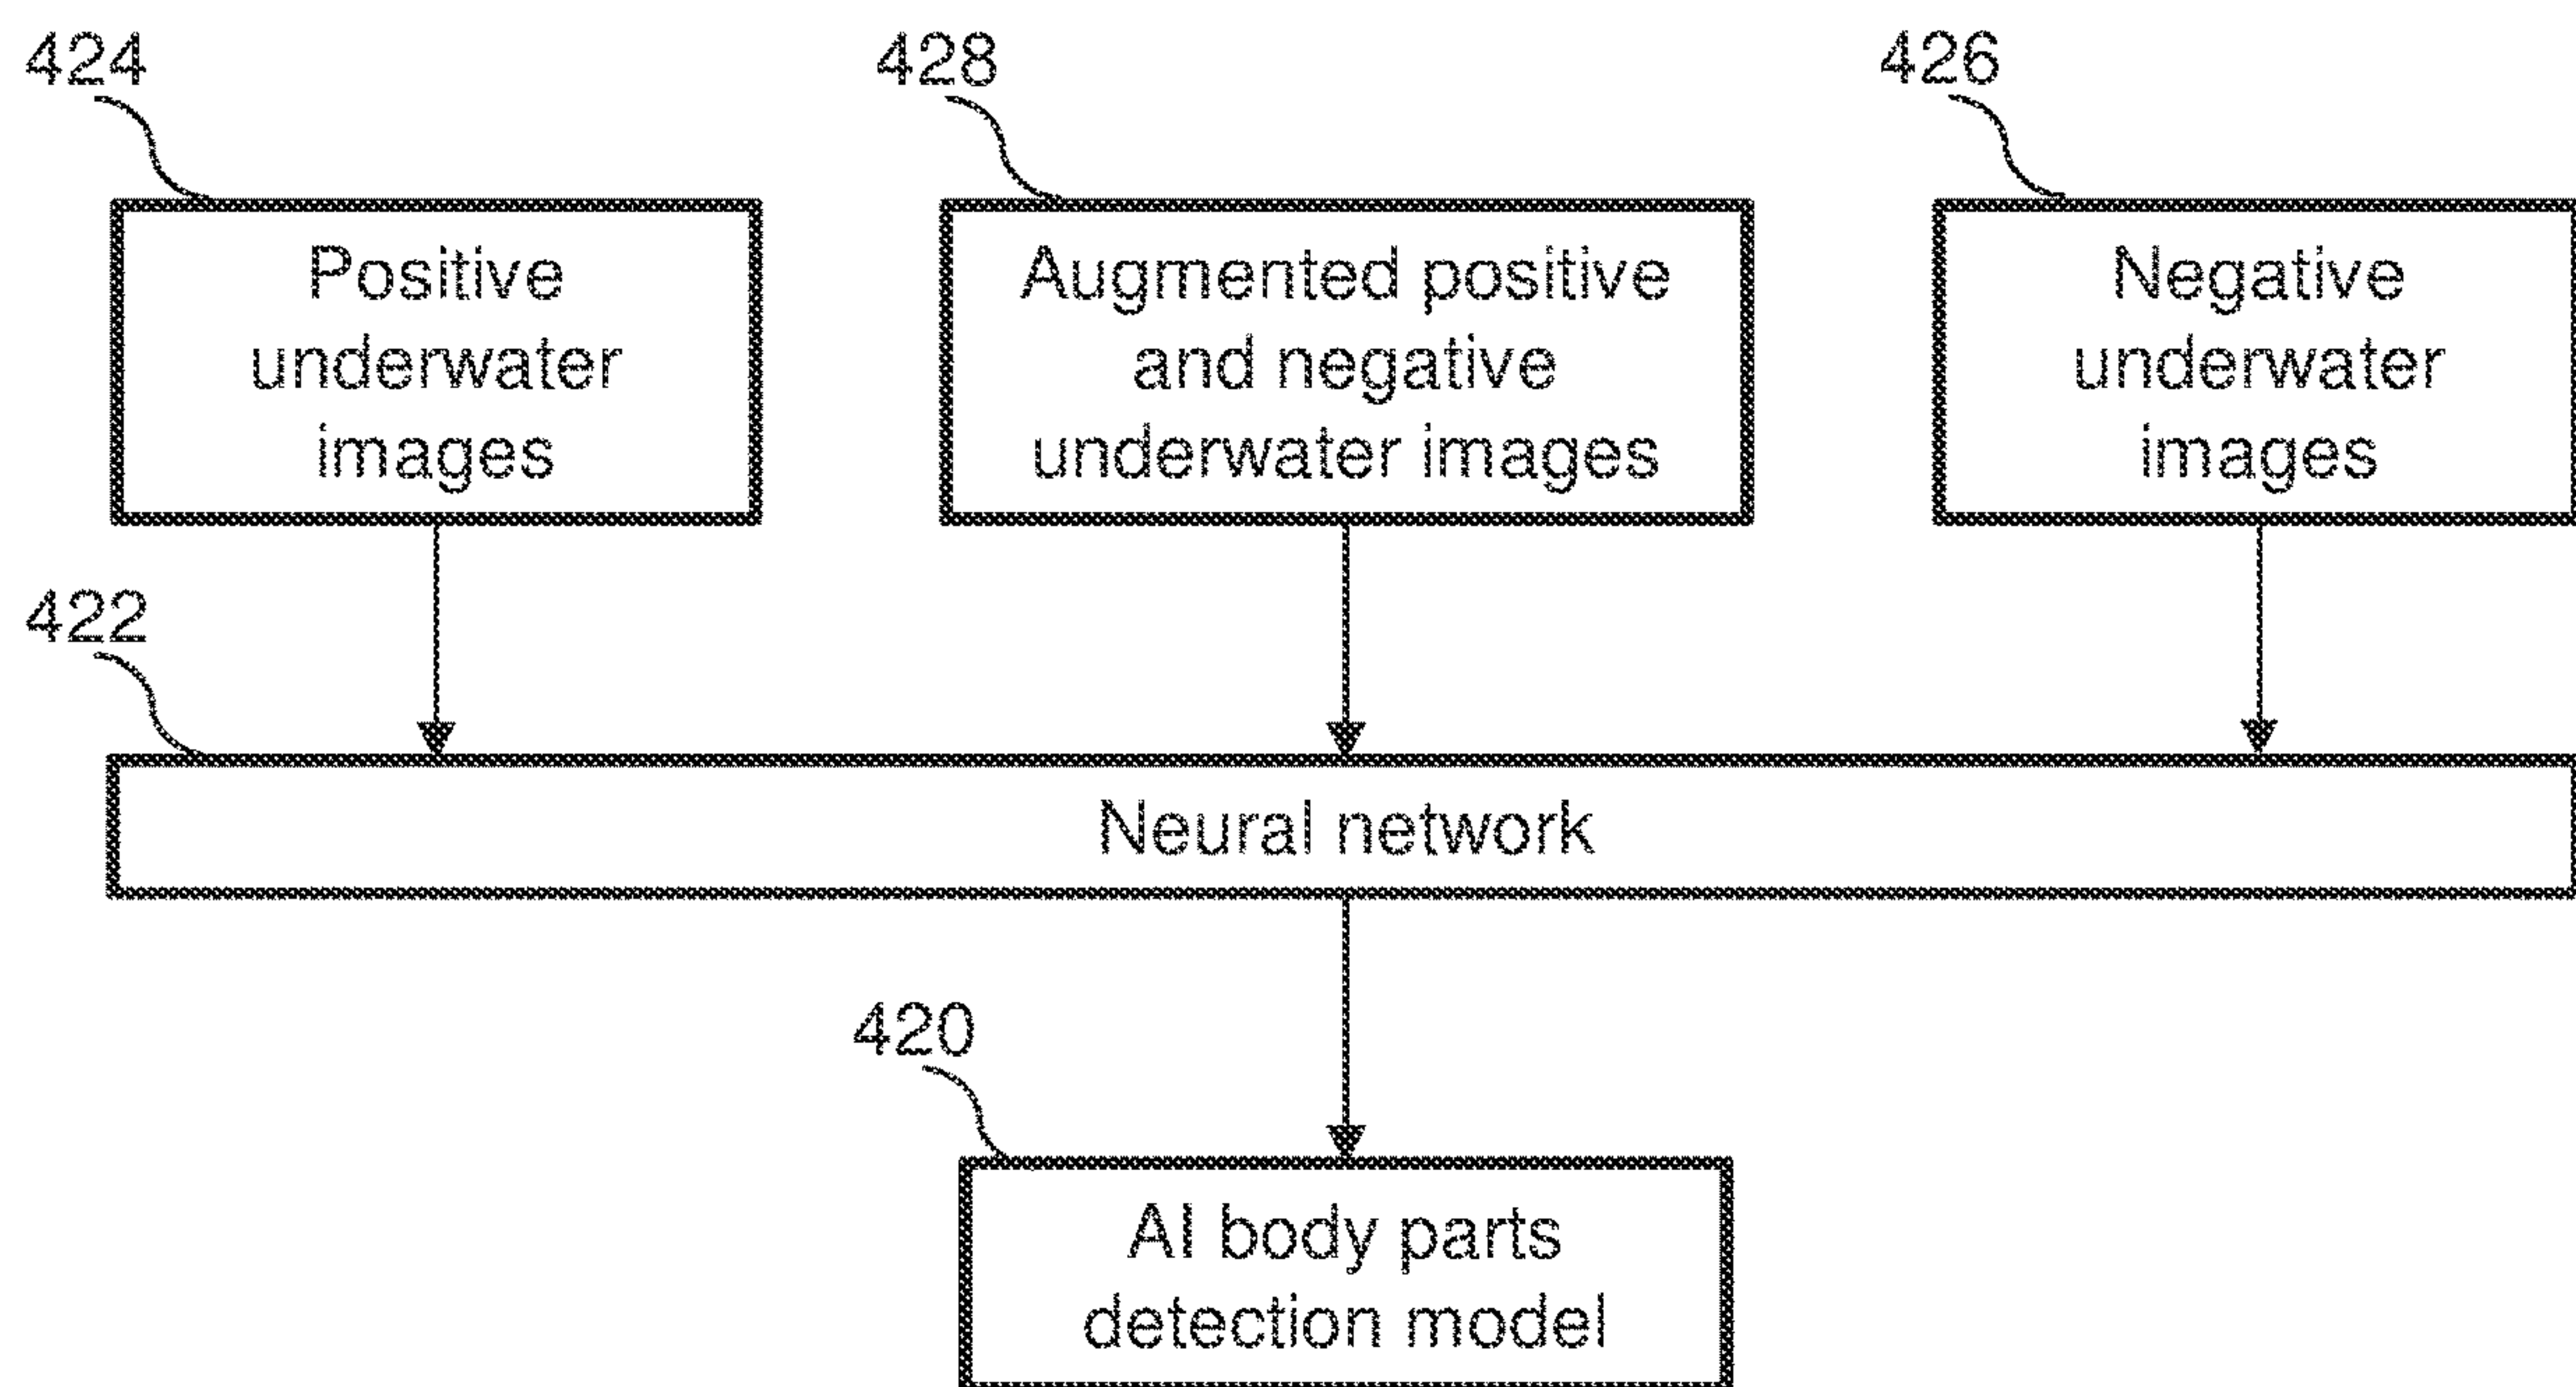 424
428
426
Positive
underwater
images
Augmented positive
and negative
underwater images
Negative
underwater
images
422
Neural network
420
AI body parts
detection model